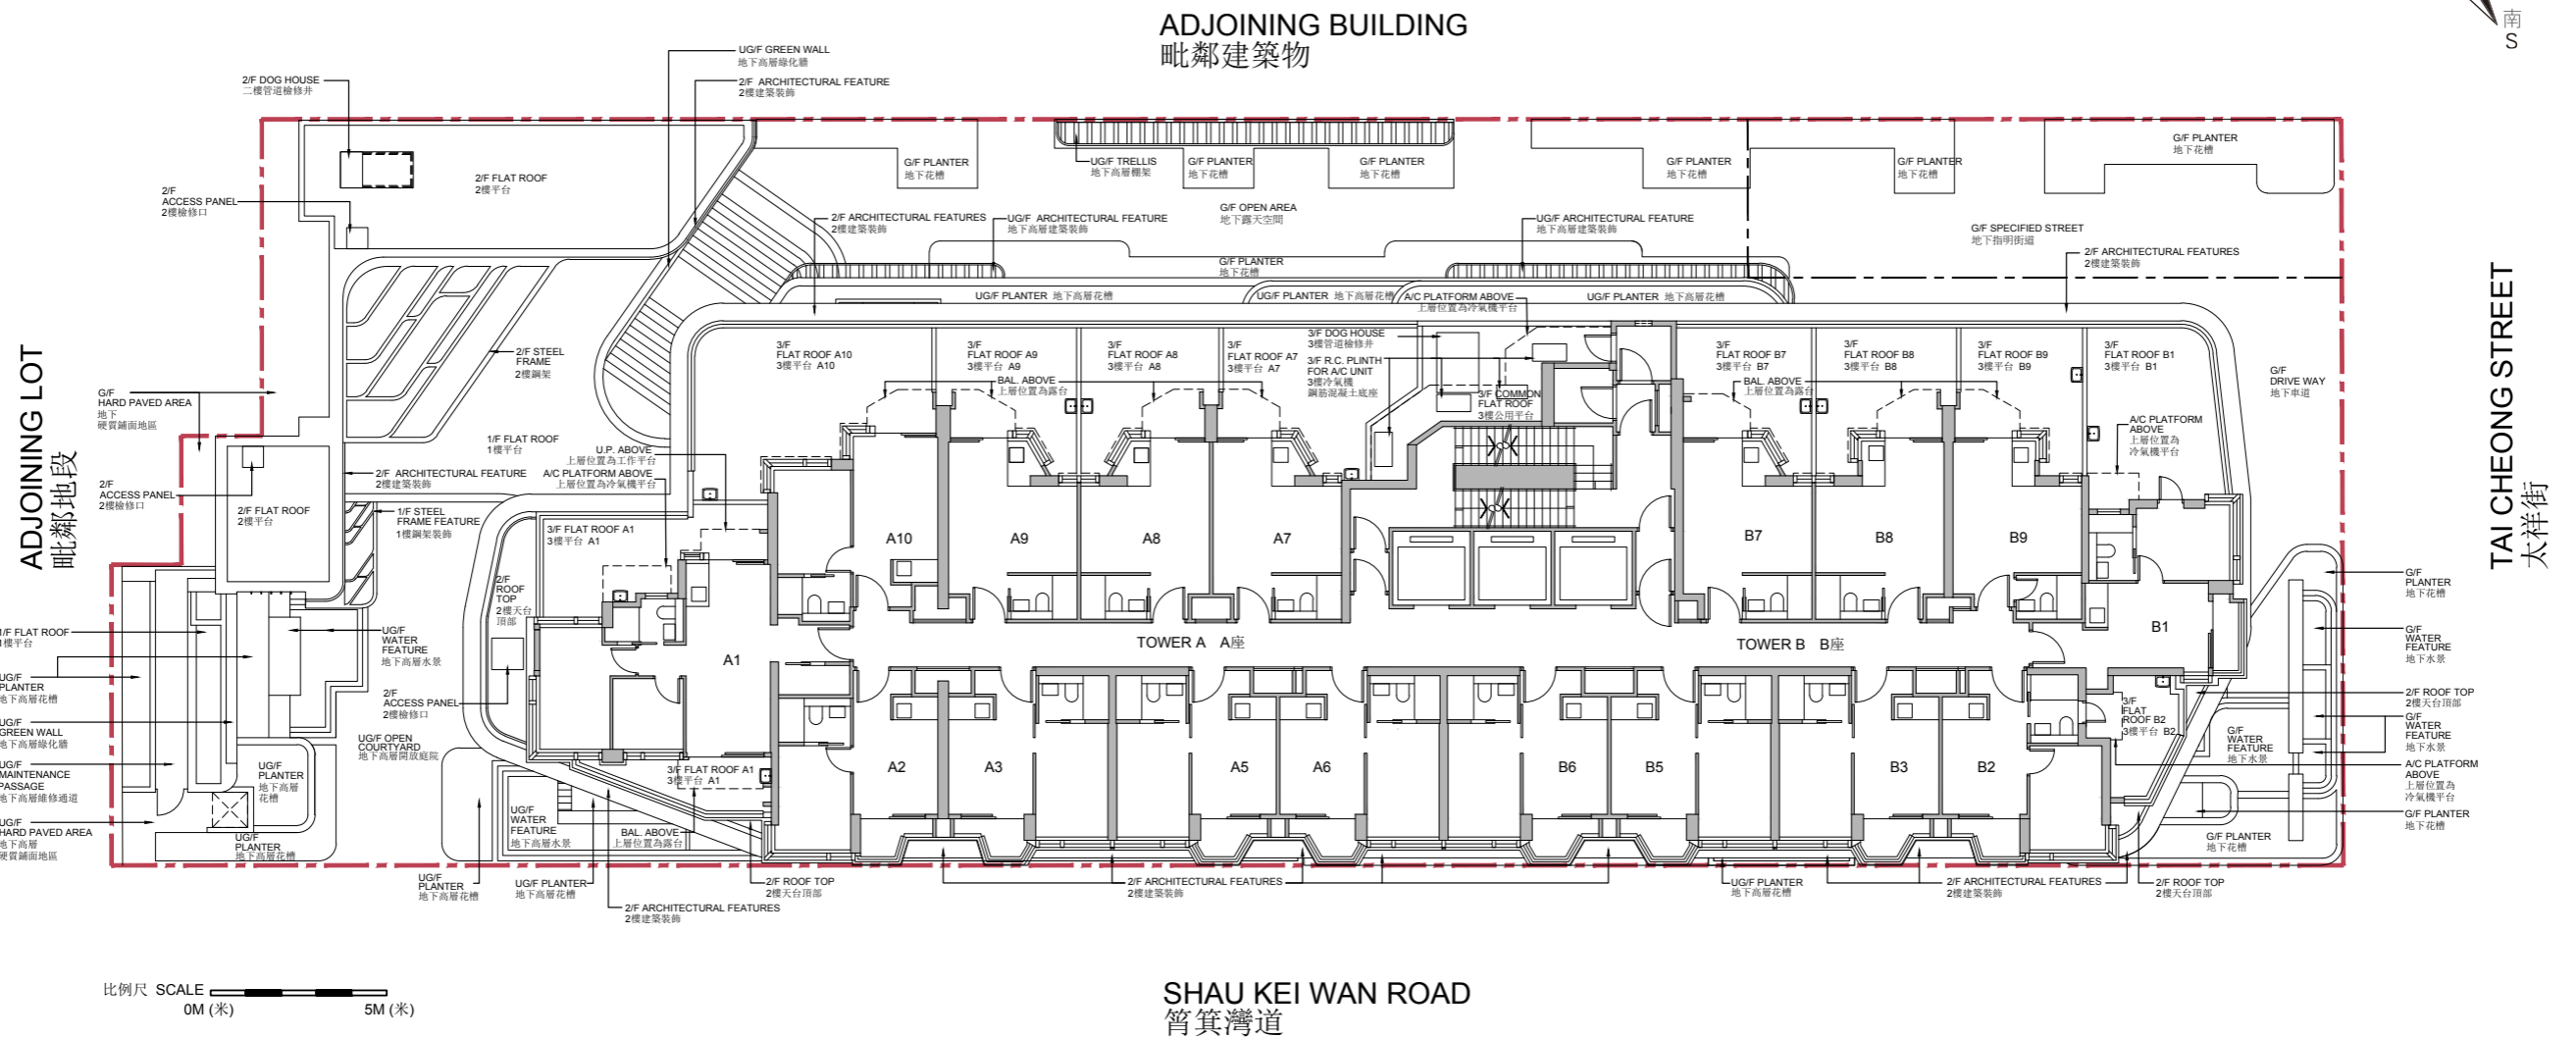 ADJOINING BUILDING
毗鄰建築物
南
S
UG/F GREEN WALL
地下高層綠化牆
2/F DOG HOUSE
二樓管道檢修井
2/F ARCHITECTURAL FEATURE
2樓建築裝飾
2/F
ACCESS PANEL
2樓檢修口
2/F FLAT ROOF
2樓平台
G/F PLANTER
地下花槽
UG/F TRELLIS
地下高層棚架
G/F PLANTER
地下花槽
G/F PLANTER
地下花槽
G/F PLANTER
地下花槽
G/F PLANTER
地下花槽
G/F PLANTER
地下花槽
2/F ARCHITECTURAL FEATURES
2樓建築裝飾
UG/F ARCHITECTURAL FEATURE
地下高層建築裝飾
G/F OPEN AREA
地下露天空間
UG/F ARCHITECTURAL FEATURE
地下高層建築裝飾
G/F SPECIFIED STREET
地下指明街道
2/F ARCHITECTURAL FEATURES
2樓建築裝飾
G/F PLANTER
地下花槽
UG/F PLANTER 地下高層花槽
UG/F PLANTER 地下高層花槽
A/C PLATFORM ABOVE
上層位置為冷氣機平台
UG/F PLANTER 地下高層花槽
ADJOINING LOT
毗鄰地段
TAI CHEONG STREET
太祥街
G/F
HARD PAVED AREA
地下
硬質鋪面地區
2/F STEEL
FRAME
2樓鋼架
3/F
FLAT ROOF A10
3樓平台 A10
3/F
FLAT ROOF A9
3樓平台 A9
3/F
FLAT ROOF A8
3樓平台 A8
3/F
FLAT ROOF A7
3樓平台 A7
BAL. ABOVE
上層位置為露台
3/F DOG HOUSE
3樓管道檢修井
3/F R.C. PLINTH
FOR A/C UNIT
3樓冷氣機
鋼筋混凝土底座
3/F COMMON
FLAT ROOF
3樓公用平台
3/F
FLAT ROOF B7
3樓平台 B7
3/F
FLAT ROOF B8
3樓平台 B8
3/F
FLAT ROOF B9
3樓平台 B9
3/F
FLAT ROOF B1
3樓平台 B1
BAL. ABOVE
上層位置為露台
G/F
DRIVE WAY
地下車道
A/C PLATFORM
ABOVE
上層位置為
冷氣機平台
1/F FLAT ROOF
1樓平台
U.P. ABOVE
上層位置為工作平台
2/F ARCHITECTURAL FEATURE
2樓建築裝飾
A/C PLATFORM ABOVE
上層位置為冷氣機平台
2/F
ACCESS PANEL
2樓檢修口
2/F FLAT ROOF
2樓平台
1/F STEEL
FRAME FEATURE
1樓鋼架裝飾
3/F FLAT ROOF A1
3樓平台 A1
A10
A9
A8
A7
B7
B8
B9
2/F
ROOF
TOP
2樓天台
頂部
G/F
PLANTER
地下花槽
1/F FLAT ROOF
1樓平台
UG/F
WATER
FEATURE
地下高層水景
A1
TOWER A A座
TOWER B B座
B1
G/F
WATER
FEATURE
地下水景
UG/F
PLANTER
地下高層花槽
2/F
ACCESS PANEL
2樓檢修口
3/F
FLAT
ROOF B2
3樓平台 B2
2/F ROOF TOP
2樓天台頂部
UG/F
GREEN WALL
地下高層綠化牆
UG/F OPEN
COURTYARD
地下高層開放庭院
G/F
WATER
FEATURE
地下水景
G/F
WATER
FEATURE
地下水景
UG/F
MAINTENANCE
PASSAGE
地下高層維修通道
UG/F
PLANTER
地下高層
花槽
3/F FLAT ROOF A1
3樓平台 A1
A2
A3
A5
A6
B6
B5
B3
B2
A/C PLATFORM
ABOVE
上層位置為
冷氣機平台
UG/F
HARD PAVED AREA
地下高層
硬質鋪面地區
UG/F
PLANTER
地下高層花槽
UG/F
WATER
FEATURE
地下高層水景
BAL. ABOVE
上層位置為露台
G/F PLANTER
地下花槽
G/F PLANTER
地下花槽
UG/F
PLANTER
地下高層花槽
UG/F PLANTER
地下高層花槽
2/F ROOF TOP
2樓天台頂部
2/F ARCHITECTURAL FEATURES
2樓建築裝飾
2/F ARCHITECTURAL FEATURES
2樓建築裝飾
UG/F PLANTER
地下高層花槽
2/F ARCHITECTURAL FEATURES
2樓建築裝飾
2/F ROOF TOP
2樓天台頂部
比例尺 SCALE
0M (米)
5M (米)
SHAU KEI WAN ROAD
筲箕灣道